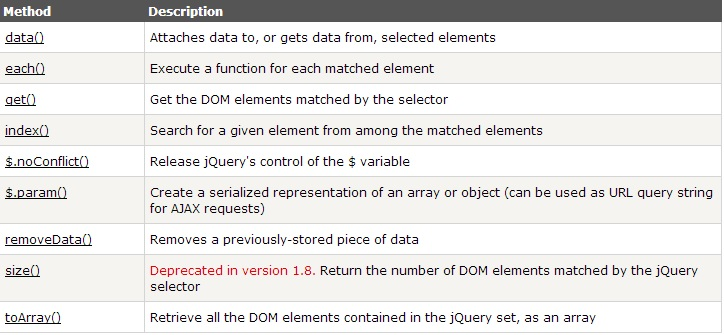 Method Description
data() Attaches data to, or gets data from, selected elements
each() Execute a function for each matched element
get() Get the DOM elements matched by the selector
index() Search for a given element from among the matched elements
$.noConflict() Release jQuery's control of the $ variable
$.param() Create a serialized representation of an array or object (can be used as URL query string
for AJAX requests)
removeData() Removes a previously-stored piece of data
size() Deprecated in version 1.8. Return the number of DOM elements matched by the jQuery
selector
toArray() Retrieve all the DOM elements contained in the jQuery set, as an array